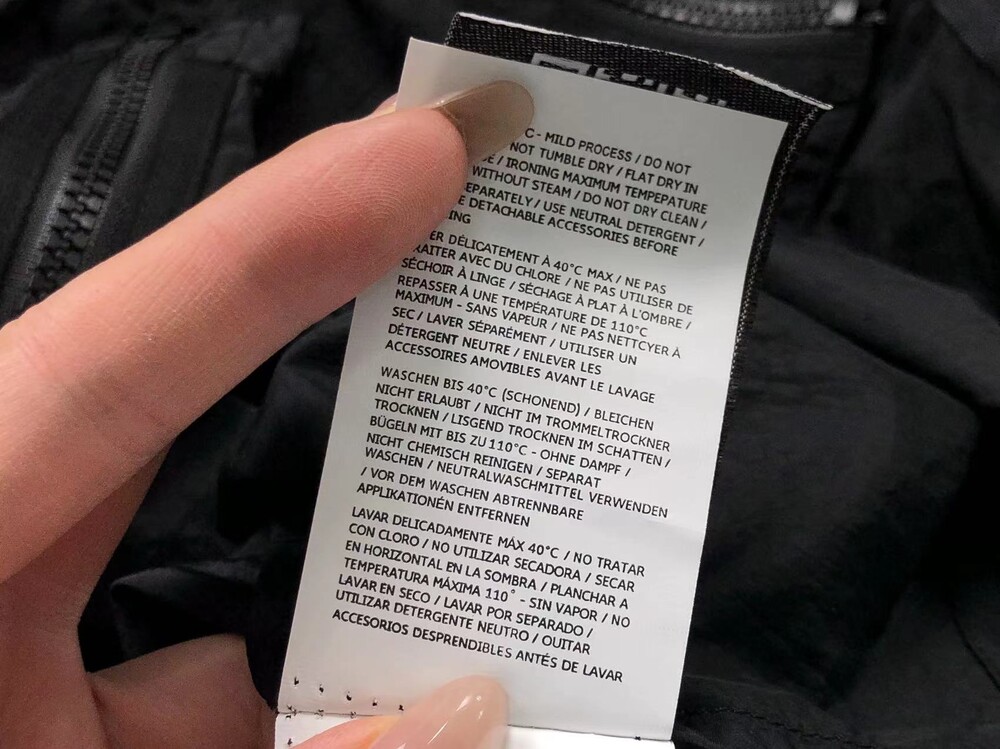 C - MILD PROCESS / DO NOT
NOT TUMBLE DRY / FLAT DRY IN
/ IRONING MAXIMUM TEMPEPATURE
WITHOUT STEAM / DO NOT DRY CLEAN /
EPARATELY / USE NEUTRAL DETERGENT /
E DETACHABLE ACCESSORIES BEFORE
ING
ER DÉLICATEMENT À 40°C MAX / NE PAS
RAITER AVEC DU CHLORE / NE PAS UTILISER DE
SÉCHOIR À LINGE / SÉCHAGE À PLAT À L'OMBRE /
REPASSER À UNE TEMPÉRATURE DE 110°C
MAXIMUM - SANS VAPEUR / NE PAS NETTCYER À
SEC / LAVER SÉPARÉMENT / UTILISER UN
DÉTERGENT NEUTRE / ENLEVER LES
ACCESSOIRES AMOVIBLES AVANT LE LAVAGE
WASCHEN BIS 40°C (SCHONEND) / BLEICHEN
NICHT ERLAUBT / NICHT IM TROMMELTROCKNER
TROCKNEN / LISGEND TROCKNEN IM SCHATTEN /
BÜGELN MIT BIS ZU 110°C - OHNE DAMPF /
NICHT CHEMISCH REINIGEN / SEPARAT
WASCHEN / NEUTRALWASCHMITTEL VERWENDEN
/ VOR DEM WASCHEN ABTRENNBARE
APPLIKATIONÉN ENTFERNEN
LAVAR DELICADAMENTE MÁX 40°C / NO TRATAR
CON CLORO / NO UTILIZAR SECADORA / SECAR
EN HORIZONTAL EN LA SOMBRA / PLANCHAR A
TEMPERATURA MÁXIMA 110° - SIN VAPOR / NO
LAVAR EN SECO / LAVAR POR SEPARADO /
UTILIZAR DETERGENTE NEUTRO / OUITAR
ACCESORIOS DESPRENDIBLES ANTÉS DE LAVAR